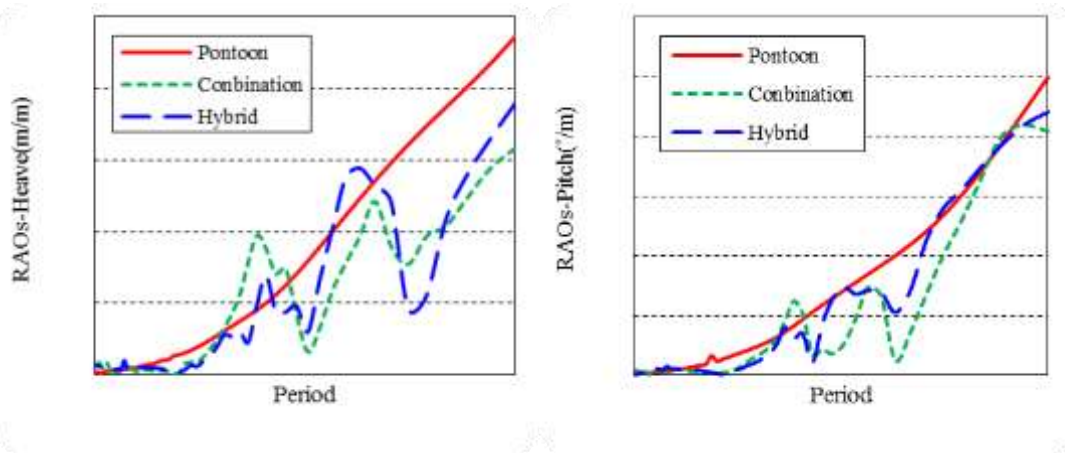 RAOs-Heave(m/m)
Pontoon
Conbination
Hybrid
Period
RAOs-Pitch(°/m)
Pontoon
Conbination
Hybrid
Period